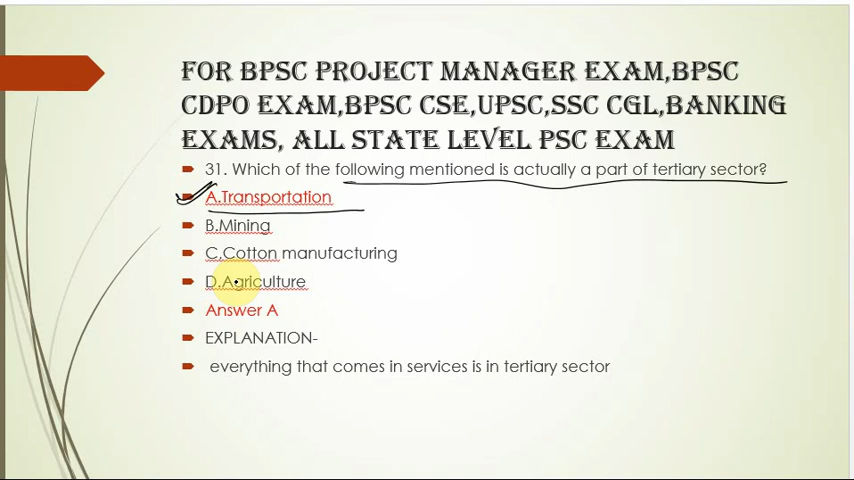 FOR BPSC PROJECT MANAGER EXAM,BPSC
CDPO EXAM,BPSC CSE,UPSC,SSC CGL,BANKING
EXAMS, ALL STATE LEVEL PSC EXAM
31. Which of the following mentioned is actually a part of tertiary sector?
A.Transportation
B.Mining
C.Cotton manufacturing
D.Agriculture
Answer A
EXPLANATION-
everything that comes in services is in tertiary sector